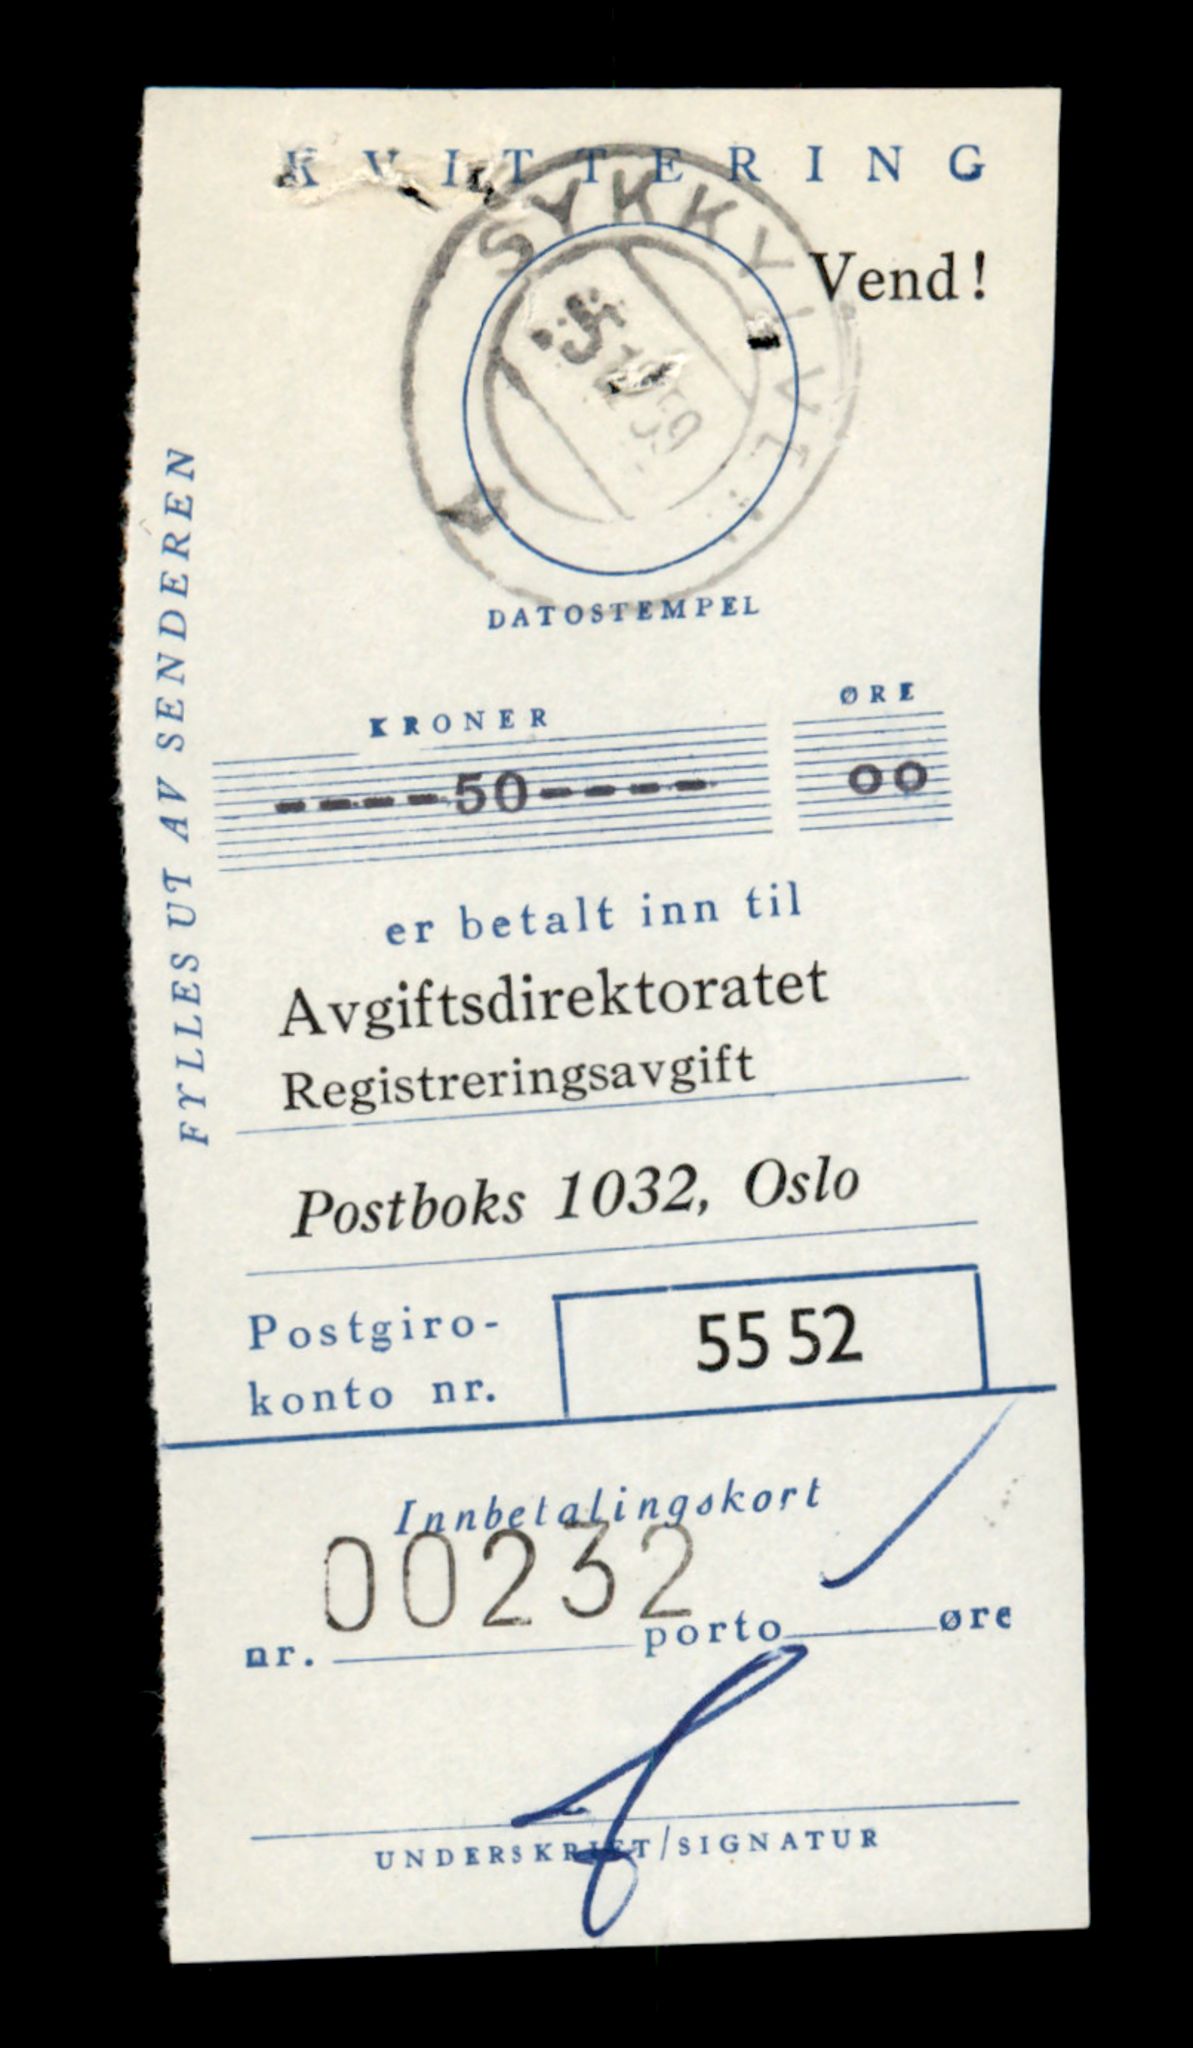 KVITTERING
SYKKYLVEN
Vend!
59
DATOSTEMPEL
FYLLES UT AV SENDEREN
KRONER
ØRE
----50----
00
er betalt inn til
Avgiftsdirektoratet
Registreringsavgift
Postboks 1032, Oslo
Postgiro-
konto nr.
55 52
Innbetalingskort
00232
nr. porto øre
UNDERSKRIFT/SIGNATUR